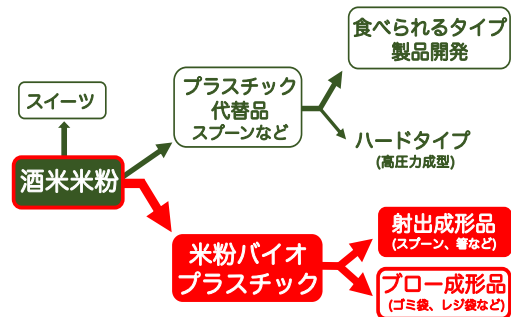 食べられるタイプ
製品開発
プラスチック
代替品
スプーンなど
スイーツ
ハードタイプ
(高圧力成型)
酒米米粉
射出成形品
(スプーン、箸など)
米粉バイオ
プラスチック
ブロー成形品
(ゴミ袋、レジ袋など)